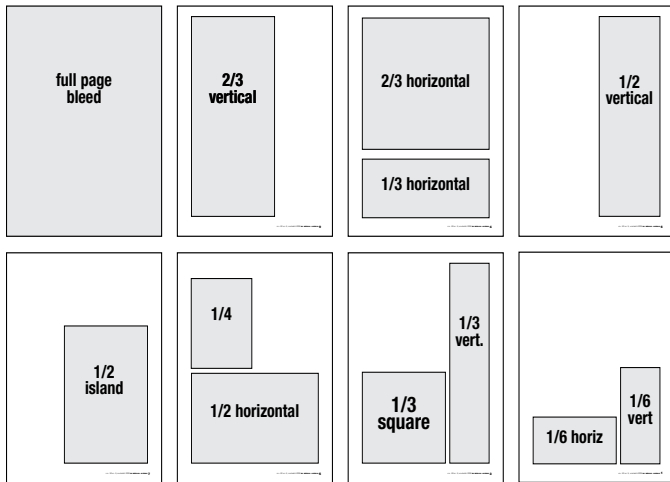 full page
bleed
2/3
vertical
2/3 horizontal
1/3 horizontal
1/2
vertical
1/2
island
1/4
1/2 horizontal
1/3
square
1/3
vert.
1/6 horiz
1/6
vert